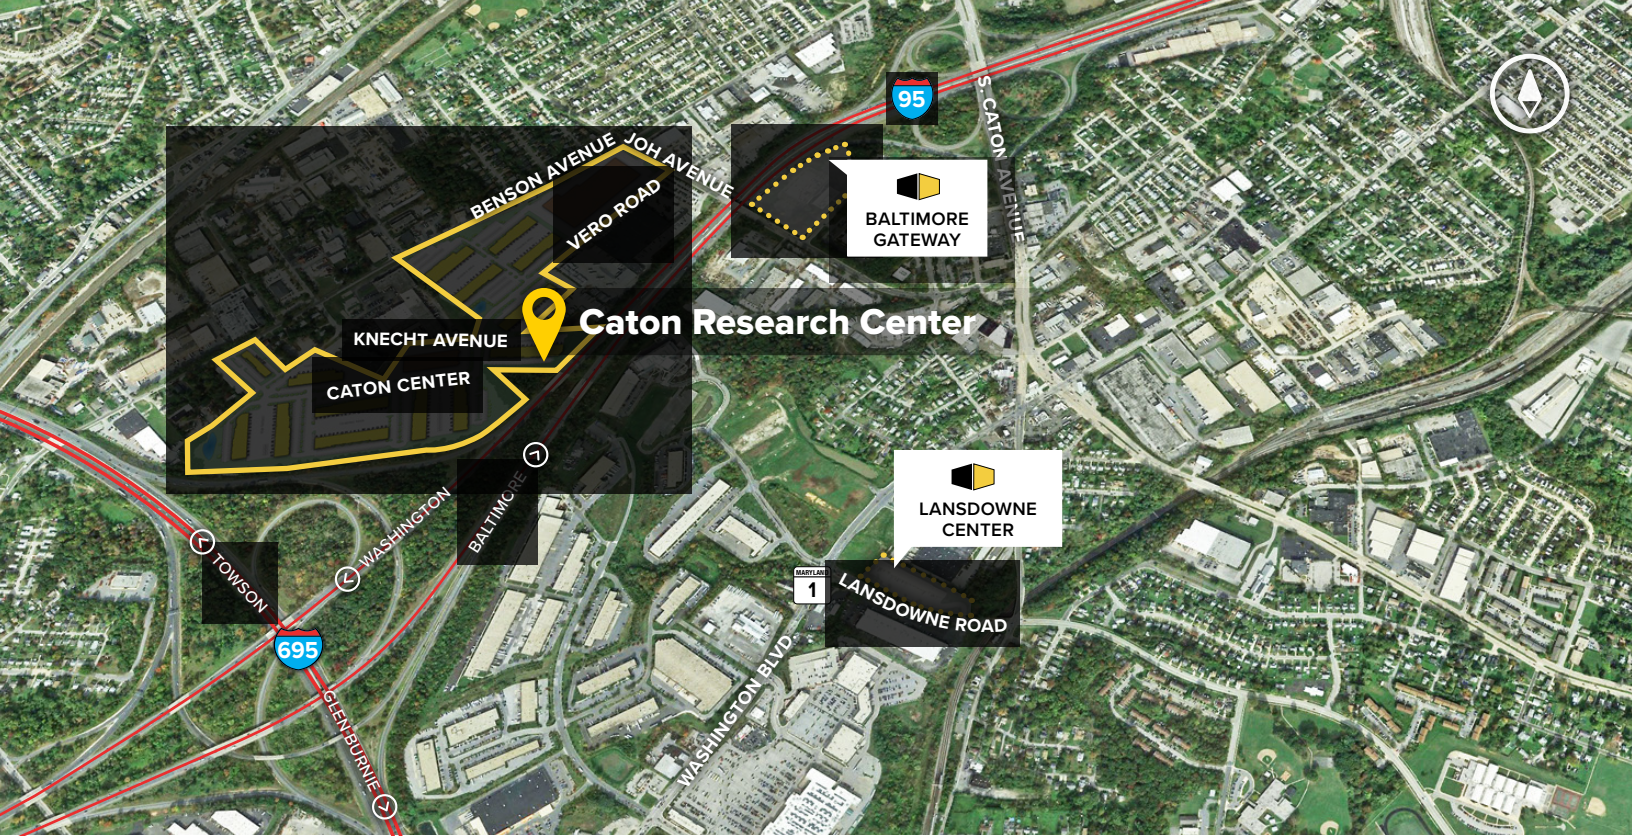 95
S. CATON AVENUE
BENSON AVENUE
JOH AVENUE
VERO ROAD
BALTIMORE
GATEWAY
Caton Research Center
KNECHT AVENUE
CATON CENTER
BALTIMORE
WASHINGTON
TOWSON
695
GLEN BURNIE
LANSDOWNE
CENTER
MARYLAND
1
LANSDOWNE ROAD
WASHINGTON BLVD